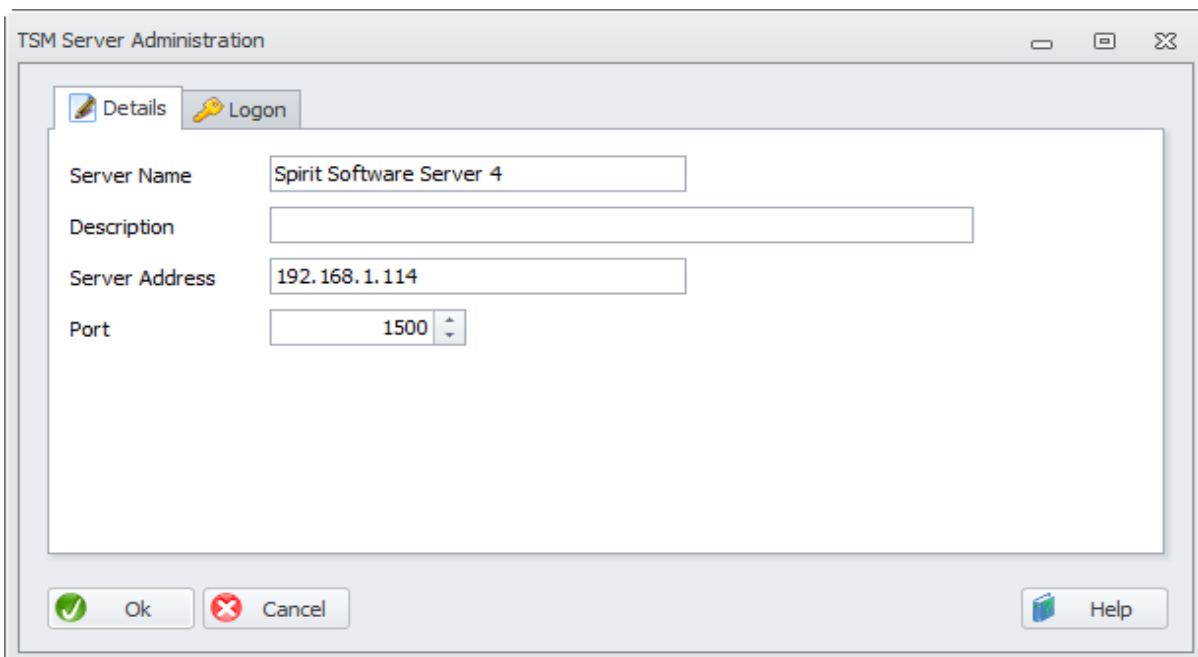 TSM Server Administration
Details Logon
Server Name Spirit Software Server 4
Description
Server Address 192.168.1.114
Port 1500
Ok Cancel Help